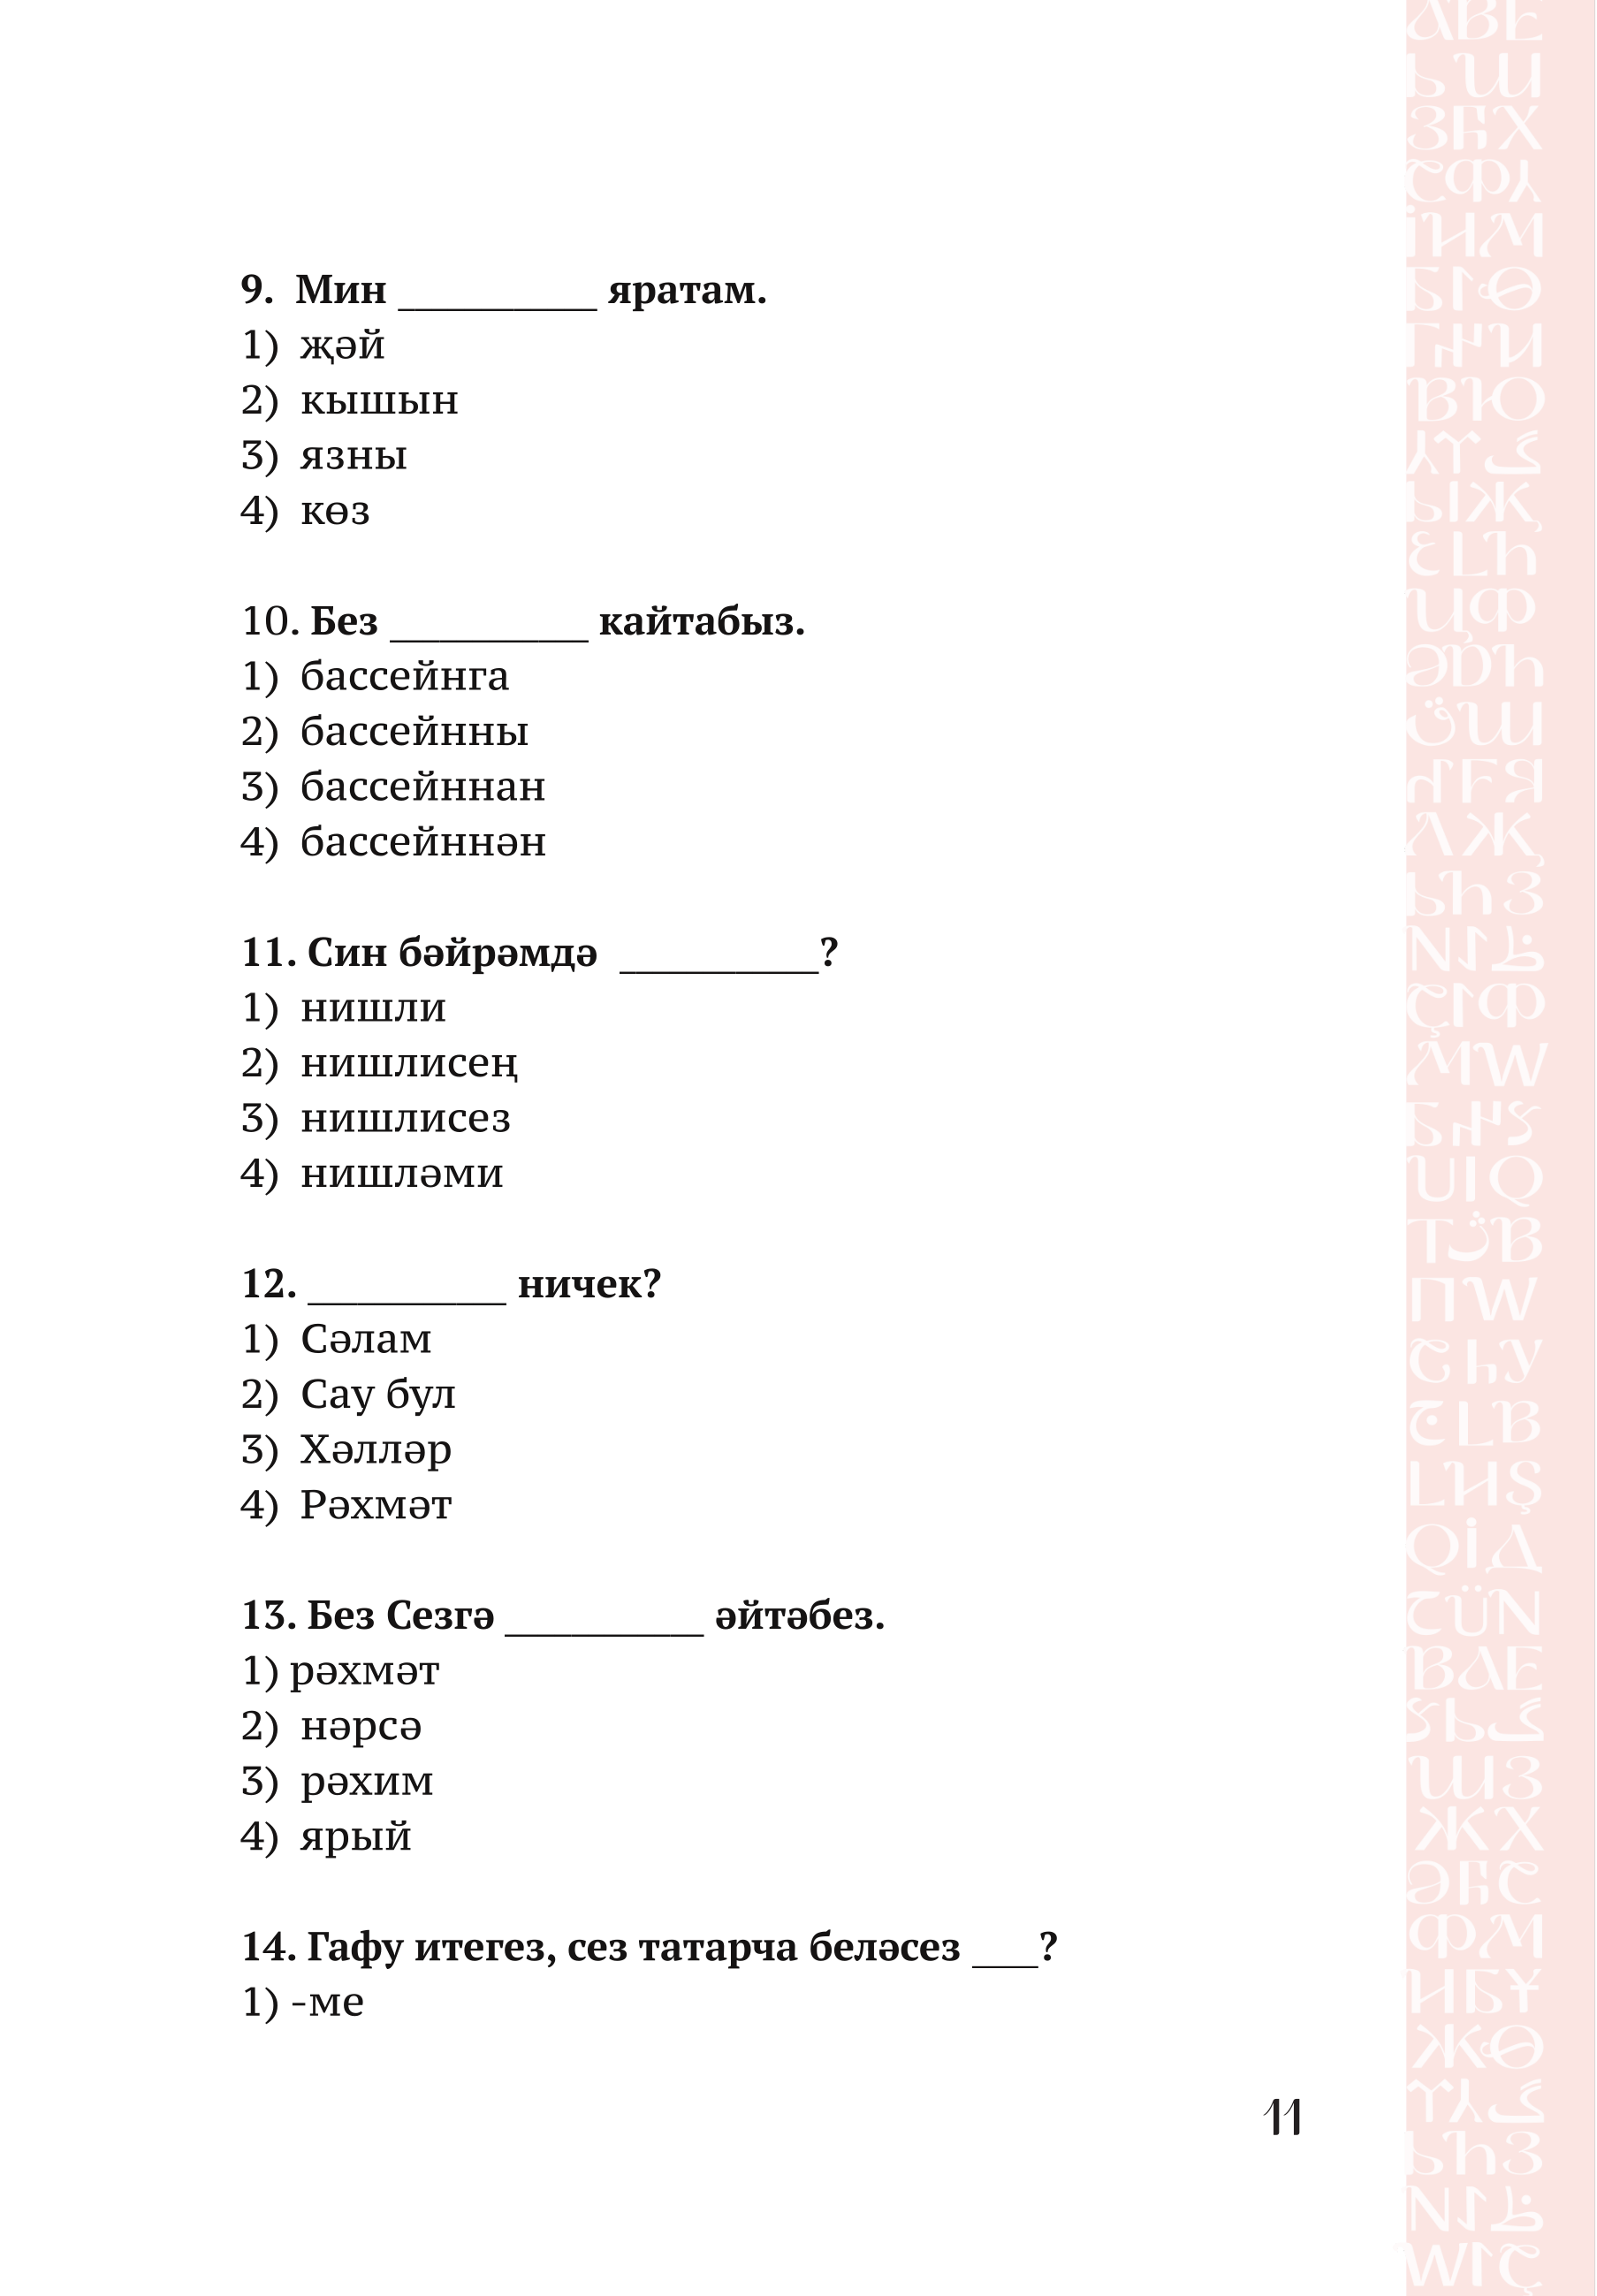 9. Мин __________ яратам.
1) җәй
2) кышын
3) язны
4) көз
10. Без __________ кайтабыз.
1) бассейнга
2) бассейнны
3) бассейннан
4) бассейннән
11. Син бәйрәмдә __________?
1) нишли
2) нишлисең
3) нишлисез
4) нишләми
12. __________ ничек?
1) Сәлам
2) Сау бул
3) Хәлләр
4) Рәхмәт
13. Без Сезгә __________ әйтәбез.
1) рәхмәт
2) нәрсә
3) рәхим
4) ярый
14. Гафу итегез, сез татарча беләсез ___?
1) -ме
11